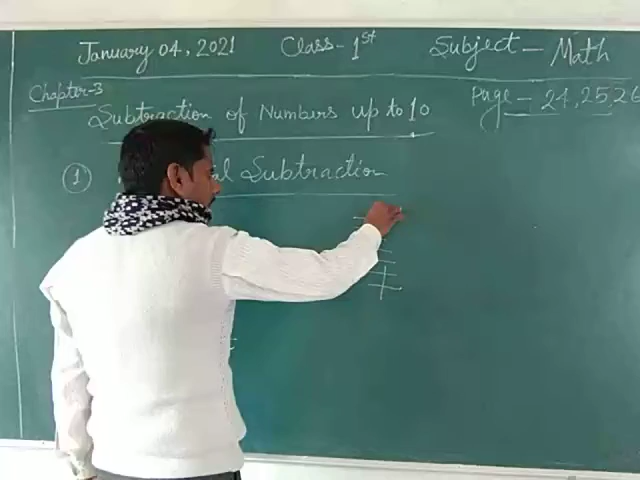 January 04, 2021 Class - 1st Subject - Math
Chapter-3 Page - 24,25,26
Subtraction of Numbers up to 10
1 Subtraction